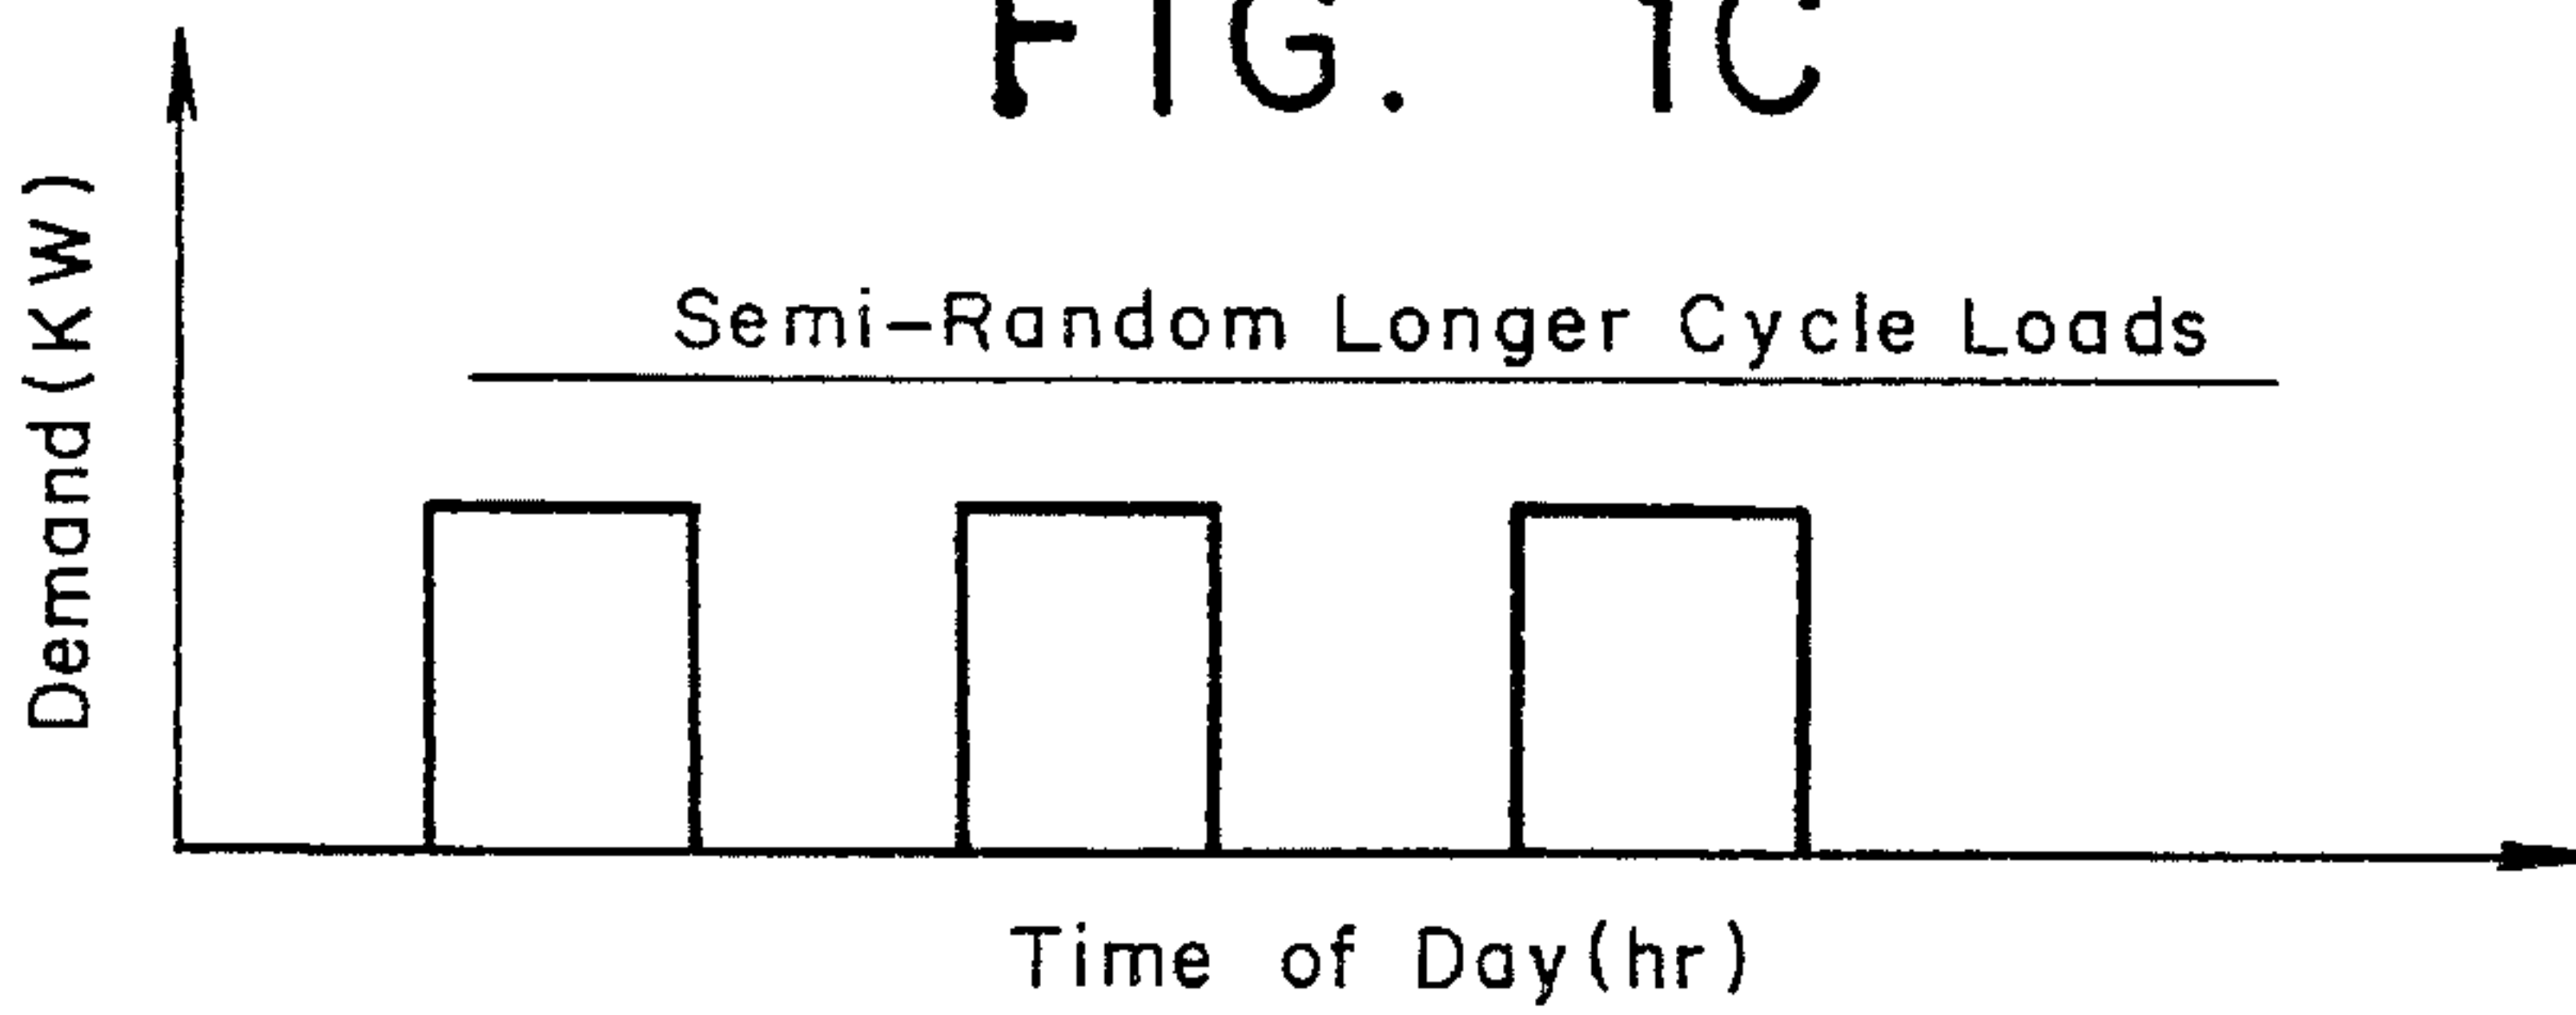 FIG. 1C
Demand(KW)
Semi-Random Longer Cycle Loads
Time of Day(hr)